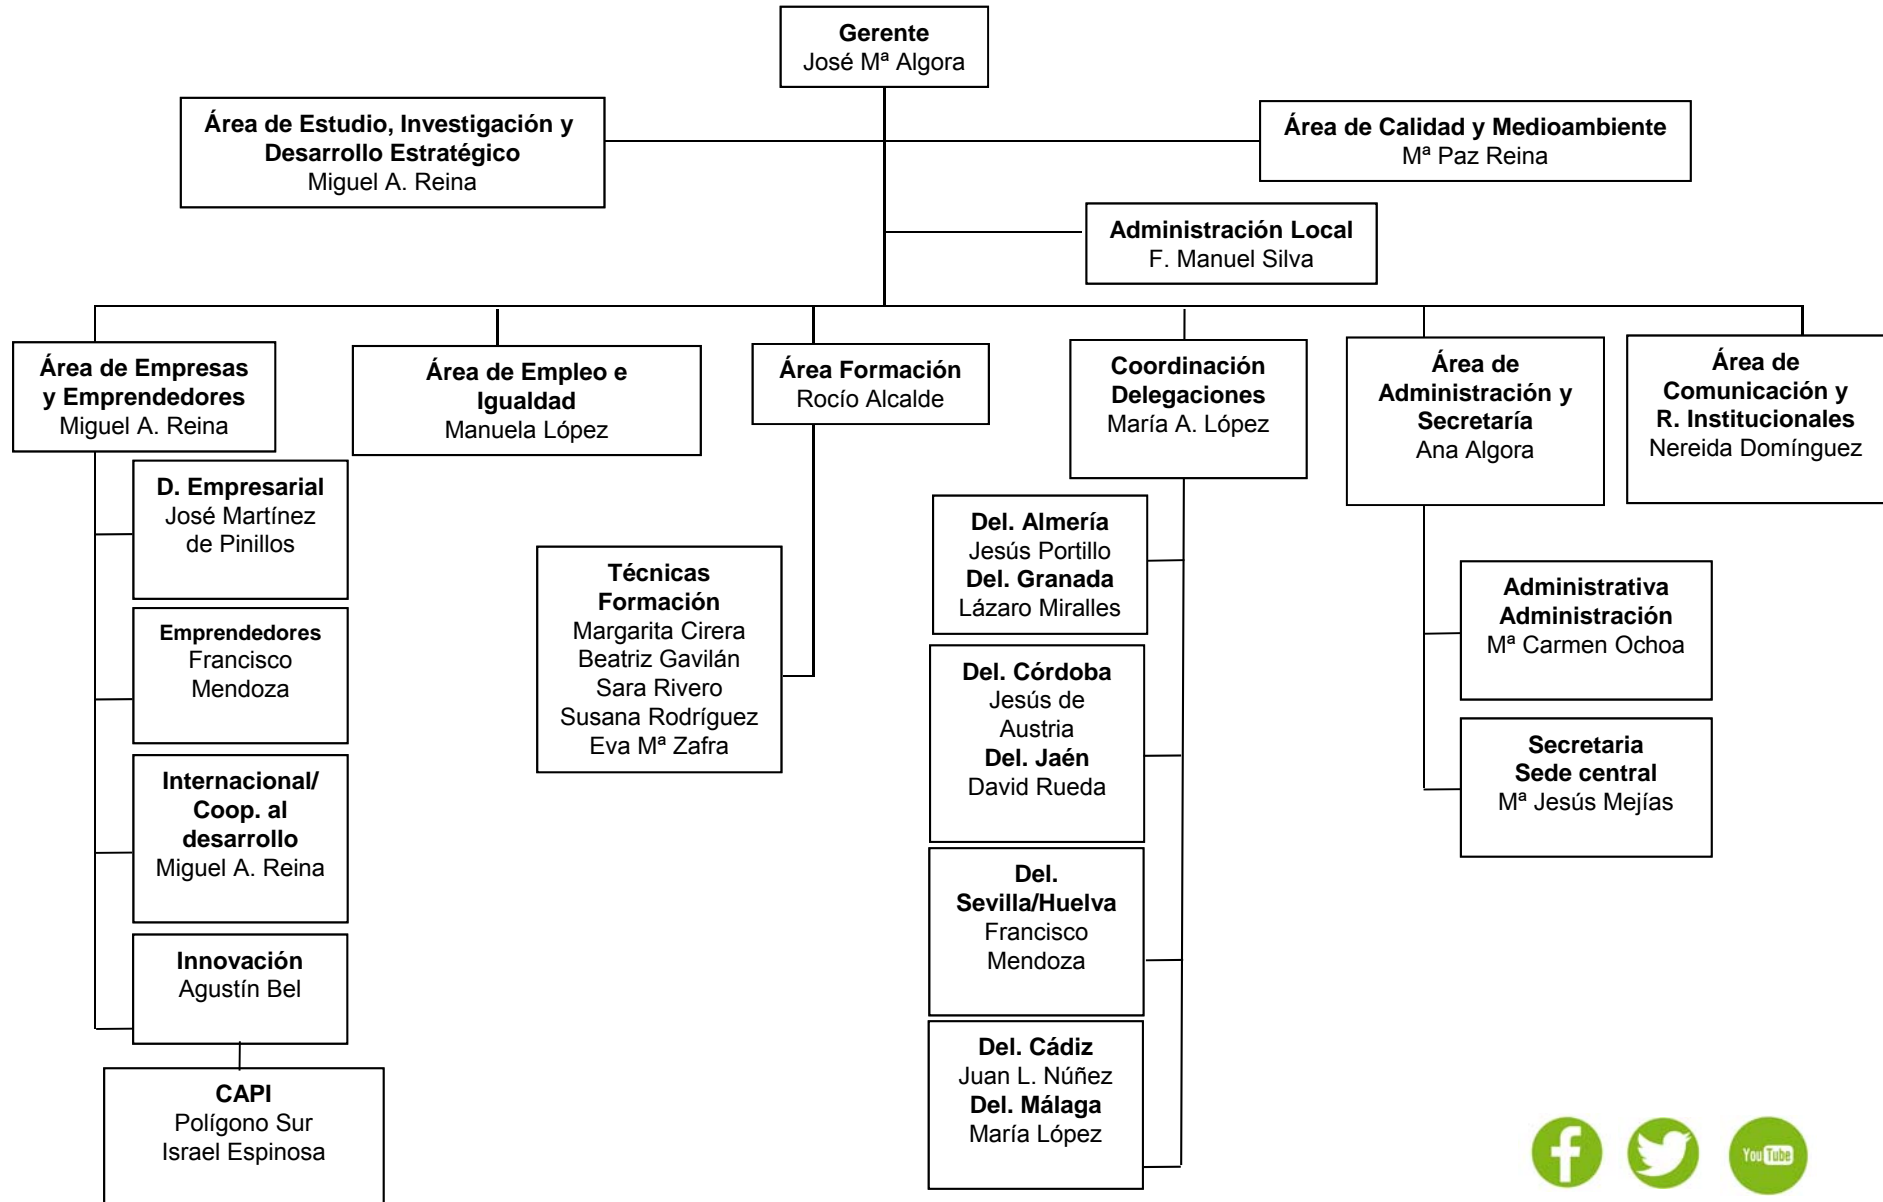 Gerente
José Mª Algora
Área de Estudio, Investigación y
Desarrollo Estratégico
Miguel A. Reina
Área de Calidad y Medioambiente
Mª Paz Reina
Administración Local
F. Manuel Silva
Área de Empresas
y Emprendedores
Miguel A. Reina
Área de Empleo e
Igualdad
Manuela López
Área Formación
Rocío Alcalde
Coordinación
Delegaciones
María A. López
Área de
Administración y
Secretaría
Ana Algora
Área de
Comunicación y
R. Institucionales
Nereida Domínguez
D. Empresarial
José Martínez
de Pinillos
Emprendedores
Francisco
Mendoza
Internacional/
Coop. al
desarrollo
Miguel A. Reina
Innovación
Agustín Bel
CAPI
Polígono Sur
Israel Espinosa
Técnicas
Formación
Margarita Cirera
Beatriz Gavilán
Sara Rivero
Susana Rodríguez
Eva Mª Zafra
Del. Almería
Jesús Portillo
Del. Granada
Lázaro Miralles
Del. Córdoba
Jesús de
Austria
Del. Jaén
David Rueda
Del.
Sevilla/Huelva
Francisco
Mendoza
Del. Cádiz
Juan L. Núñez
Del. Málaga
María López
Administrativa
Administración
Mª Carmen Ochoa
Secretaria
Sede central
Mª Jesús Mejías
You Tube